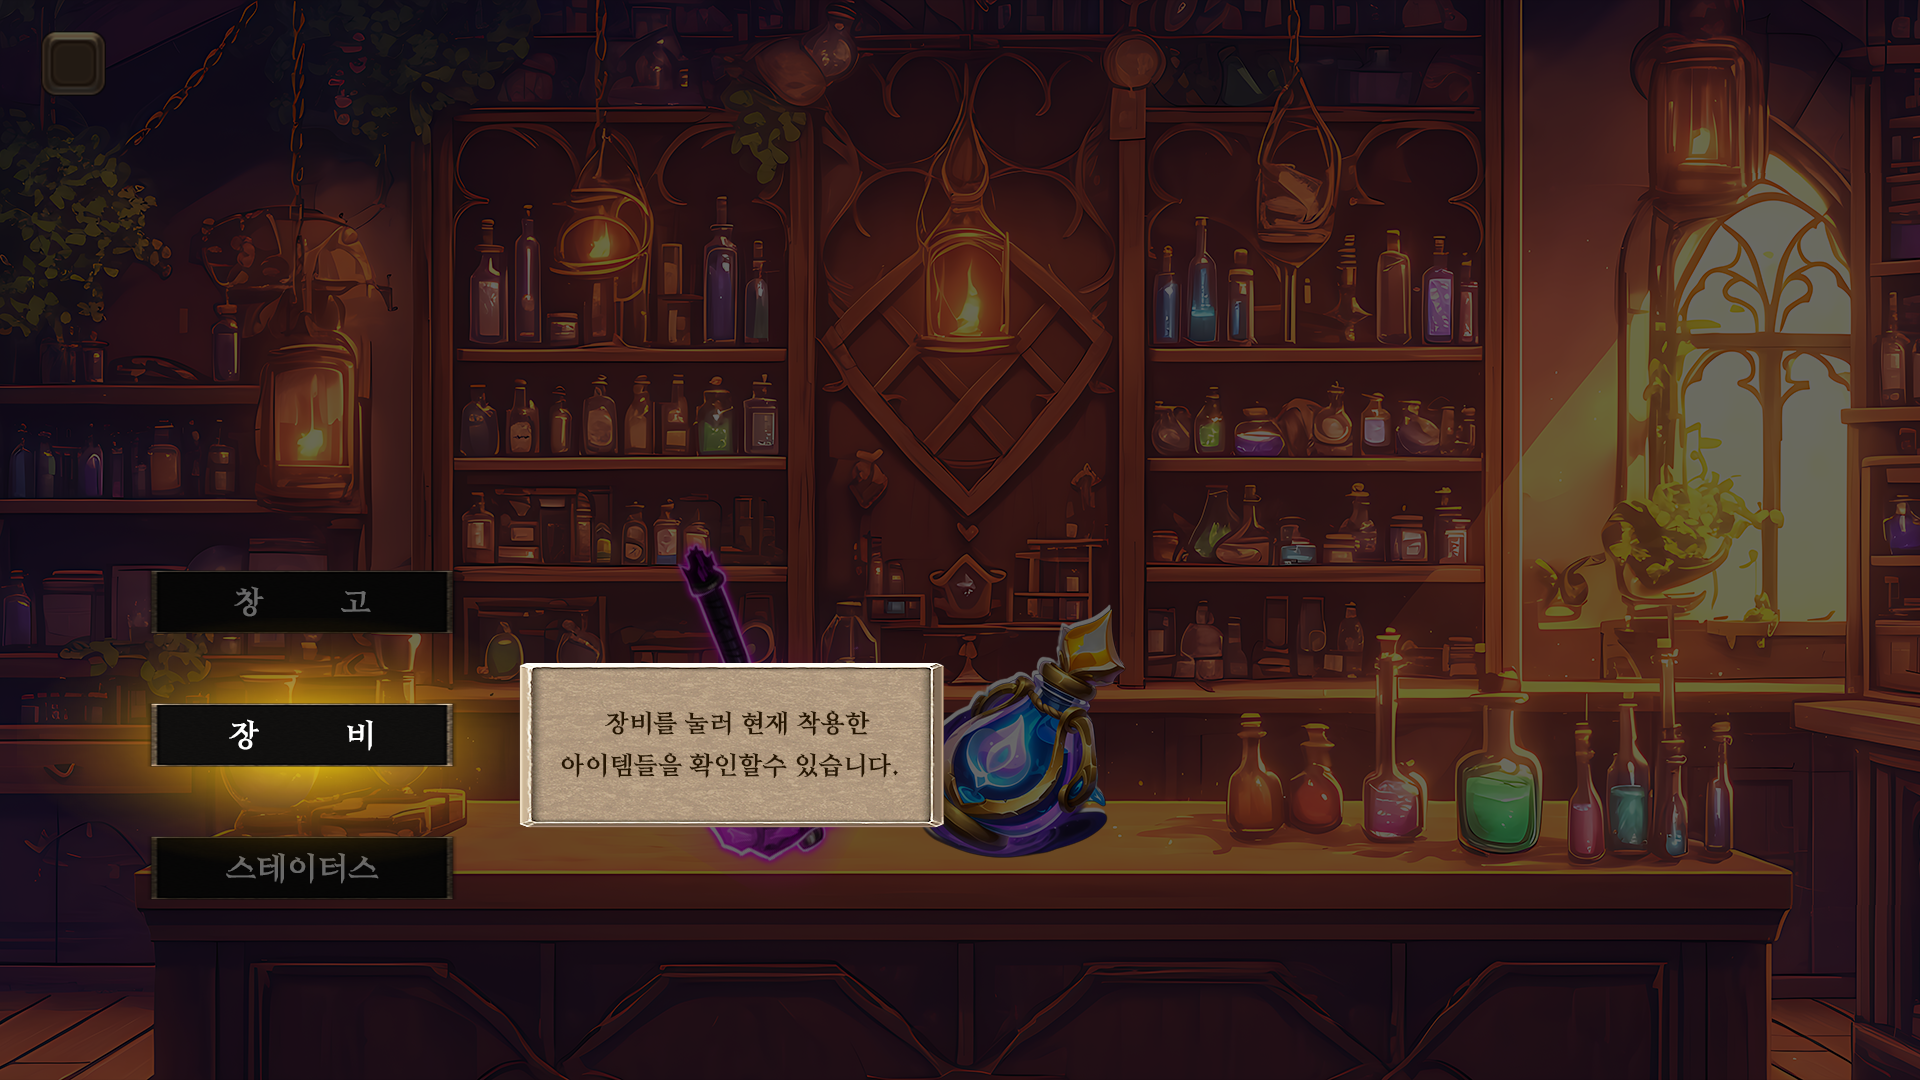 창 고
장 비
장비를 눌러 현재 착용한
아이템들을 확인할수 있습니다.
스테이터스